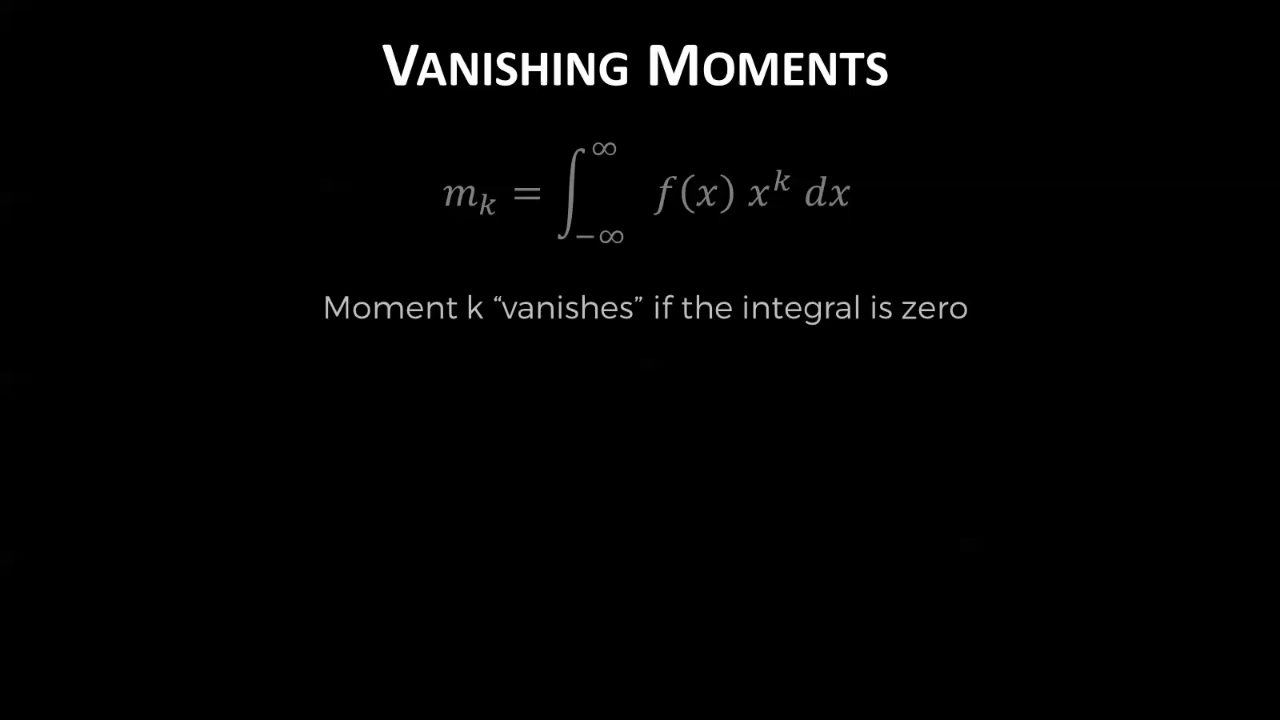 VANISHING MOMENTS
m_k = ∫_{-∞}^{∞} f(x) x^k dx
Moment k “vanishes” if the integral is zero